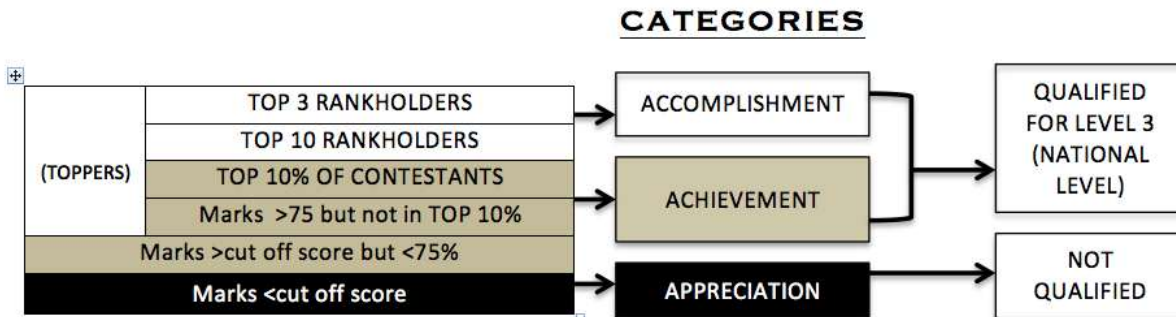 CATEGORIES
(TOPPERS)
TOP 3 RANKHOLDERS
TOP 10 RANKHOLDERS
TOP 10% OF CONTESTANTS
Marks >75 but not in TOP 10%
Marks >cut off score but <75%
Marks <cut off score
ACCOMPLISHMENT
ACHIEVEMENT
APPRECIATION
QUALIFIED
FOR LEVEL 3
(NATIONAL
LEVEL)
NOT
QUALIFIED